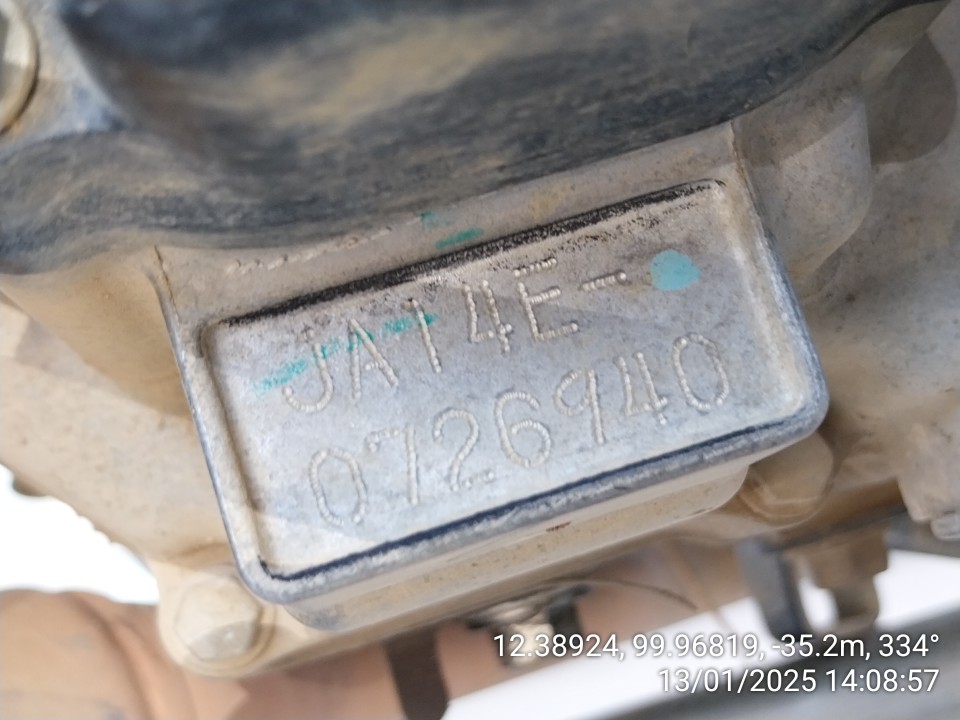 JA14E-
0726940
12.38924, 99.96819, -35.2m, 334°
13/01/2025 14:08:57